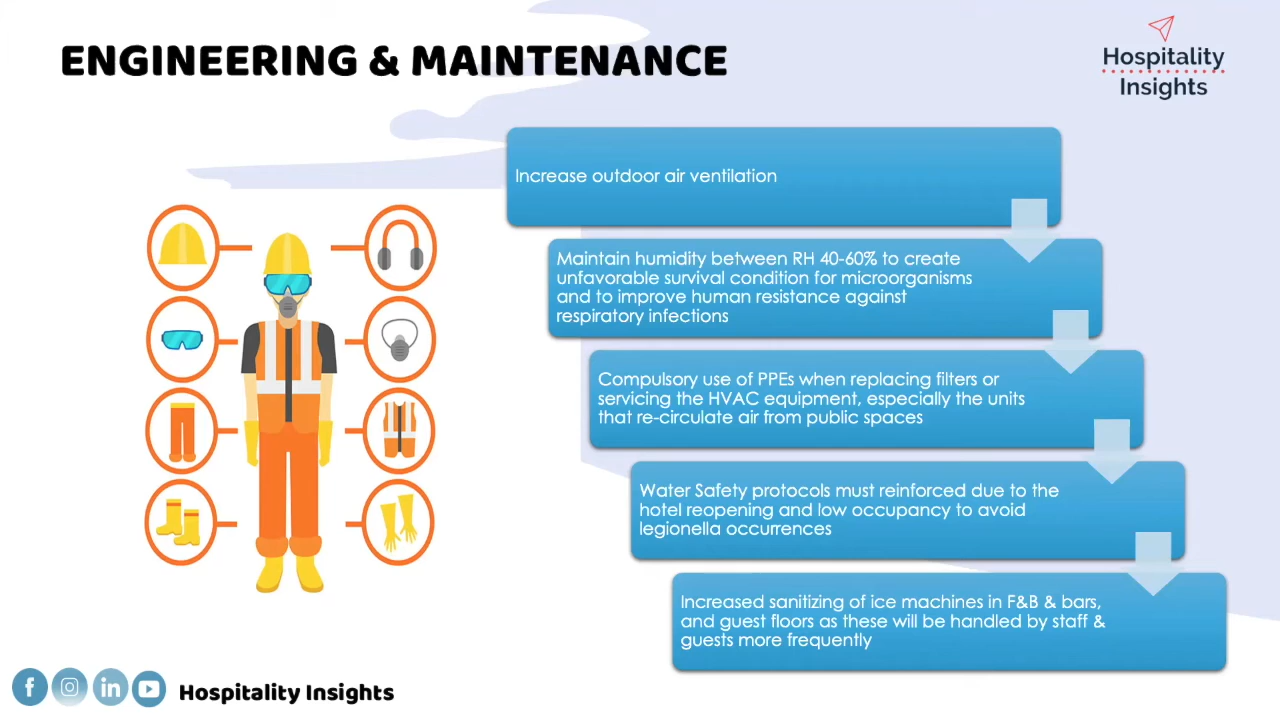 ENGINEERING & MAINTENANCE
Hospitality
Insights
Increase outdoor air ventilation
Maintain humidity between RH 40-60% to create
unfavorable survival condition for microorganisms
and to improve human resistance against
respiratory infections
Compulsory use of PPEs when replacing filters or
servicing the HVAC equipment, especially the units
that re-circulate air from public spaces
Water Safety protocols must reinforced due to the
hotel reopening and low occupancy to avoid
legionella occurrences
Increased sanitizing of ice machines in F&B & bars,
and guest floors as these will be handled by staff &
guests more frequently
Hospitality Insights